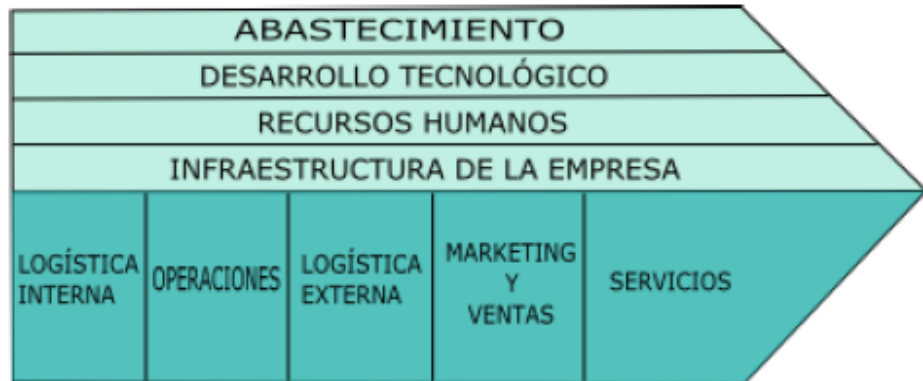 ABASTECIMIENTO
DESARROLLO TECNOLÓGICO
RECURSOS HUMANOS
INFRAESTRUCTURA DE LA EMPRESA
LOGÍSTICA
INTERNA
OPERACIONES
LOGÍSTICA
EXTERNA
MARKETING
Y
VENTAS
SERVICIOS